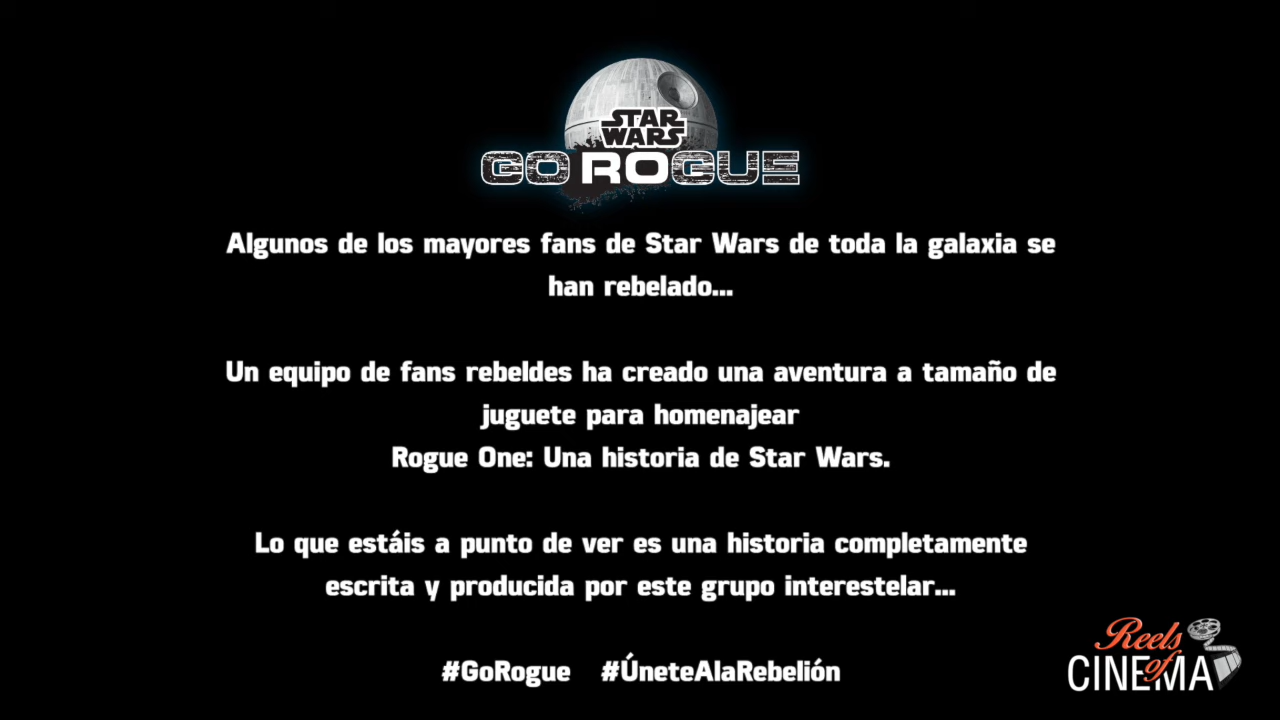 STAR
WARS
GO ROGUE
Algunos de los mayores fans de Star Wars de toda la galaxia se
han rebelado...
Un equipo de fans rebeldes ha creado una aventura a tamaño de
juguete para homenajear
Rogue One: Una historia de Star Wars.
Lo que estáis a punto de ver es una historia completamente
escrita y producida por este grupo interestelar...
#GoRogue #ÚneteAlaRebelión
Reels
of
CINEMA